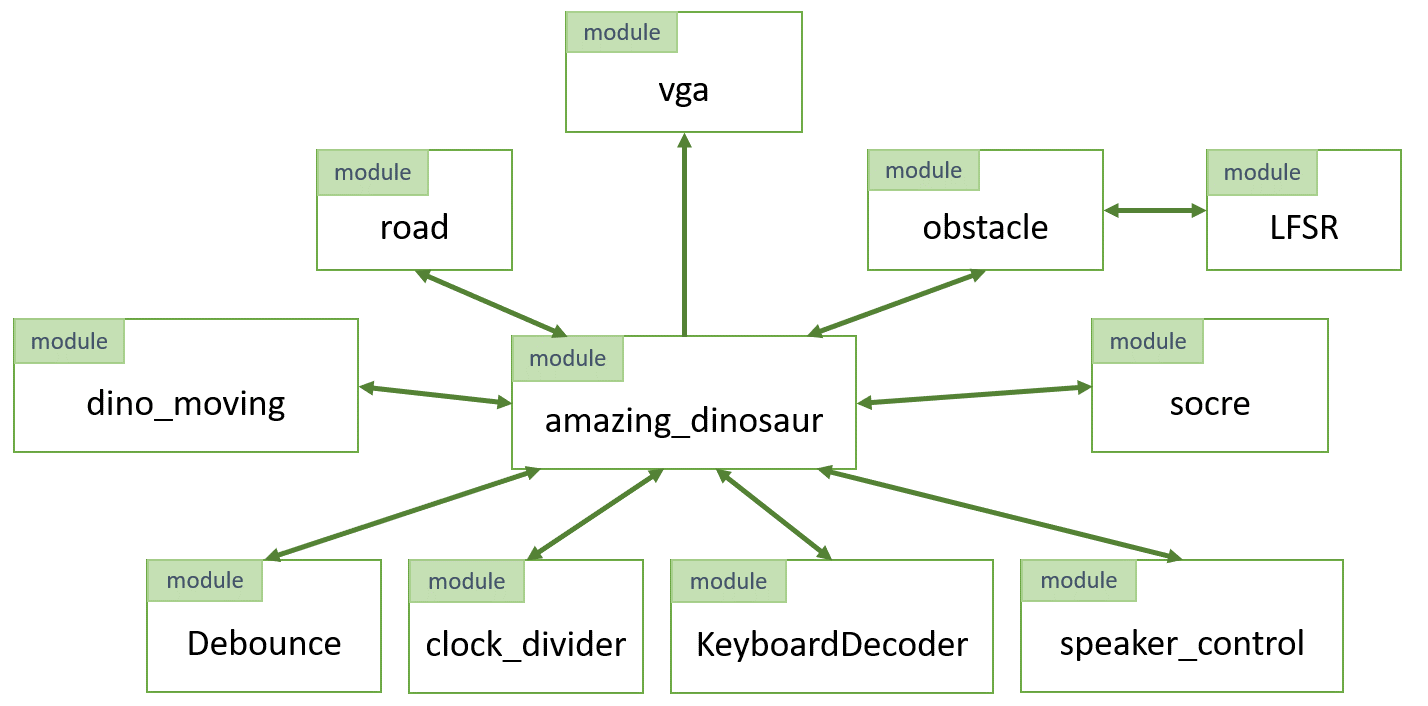 module
vga
module
road
module
obstacle
module
LFSR
module
dino_moving
module
amazing_dinosaur
module
socre
module
Debounce
module
clock_divider
module
KeyboardDecoder
module
speaker_control